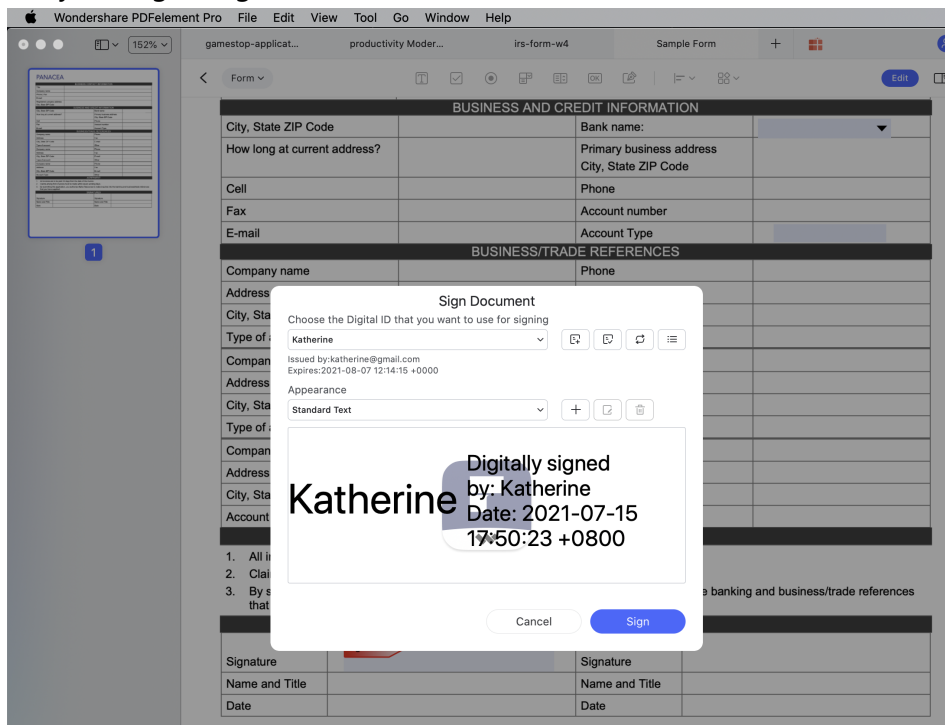 Wondershare PDFelement Pro File Edit View Tool Go Window Help
152%
gamestop-applicat...
productivity Moder...
irs-form-w4
Sample Form
PANACEA
Form
OK
Edit
1
BUSINESS AND CREDIT INFORMATION
City, State ZIP Code
Bank name:
How long at current address?
Primary business address
City, State ZIP Code
Cell
Phone
Fax
Account number
E-mail
Account Type
BUSINESS/TRADE REFERENCES
Company name
Phone
Address
City, Sta
Type of a
Compan
Address
City, Sta
Type of a
Compan
Address
City, Sta
Account
Sign Document
Choose the Digital ID that you want to use for signing
Katherine
Issued by:katherine@gmail.com
Expires:2021-08-07 12:14:15 +0000
Appearance
Standard Text
Katherine
Digitally signed
by: Katherine
Date: 2021-07-15
17:50:23 +0800
Cancel
Sign
1. All i
2. Clai
3. By s
e banking and business/trade references
that
Signature
Signature
Name and Title
Name and Title
Date
Date